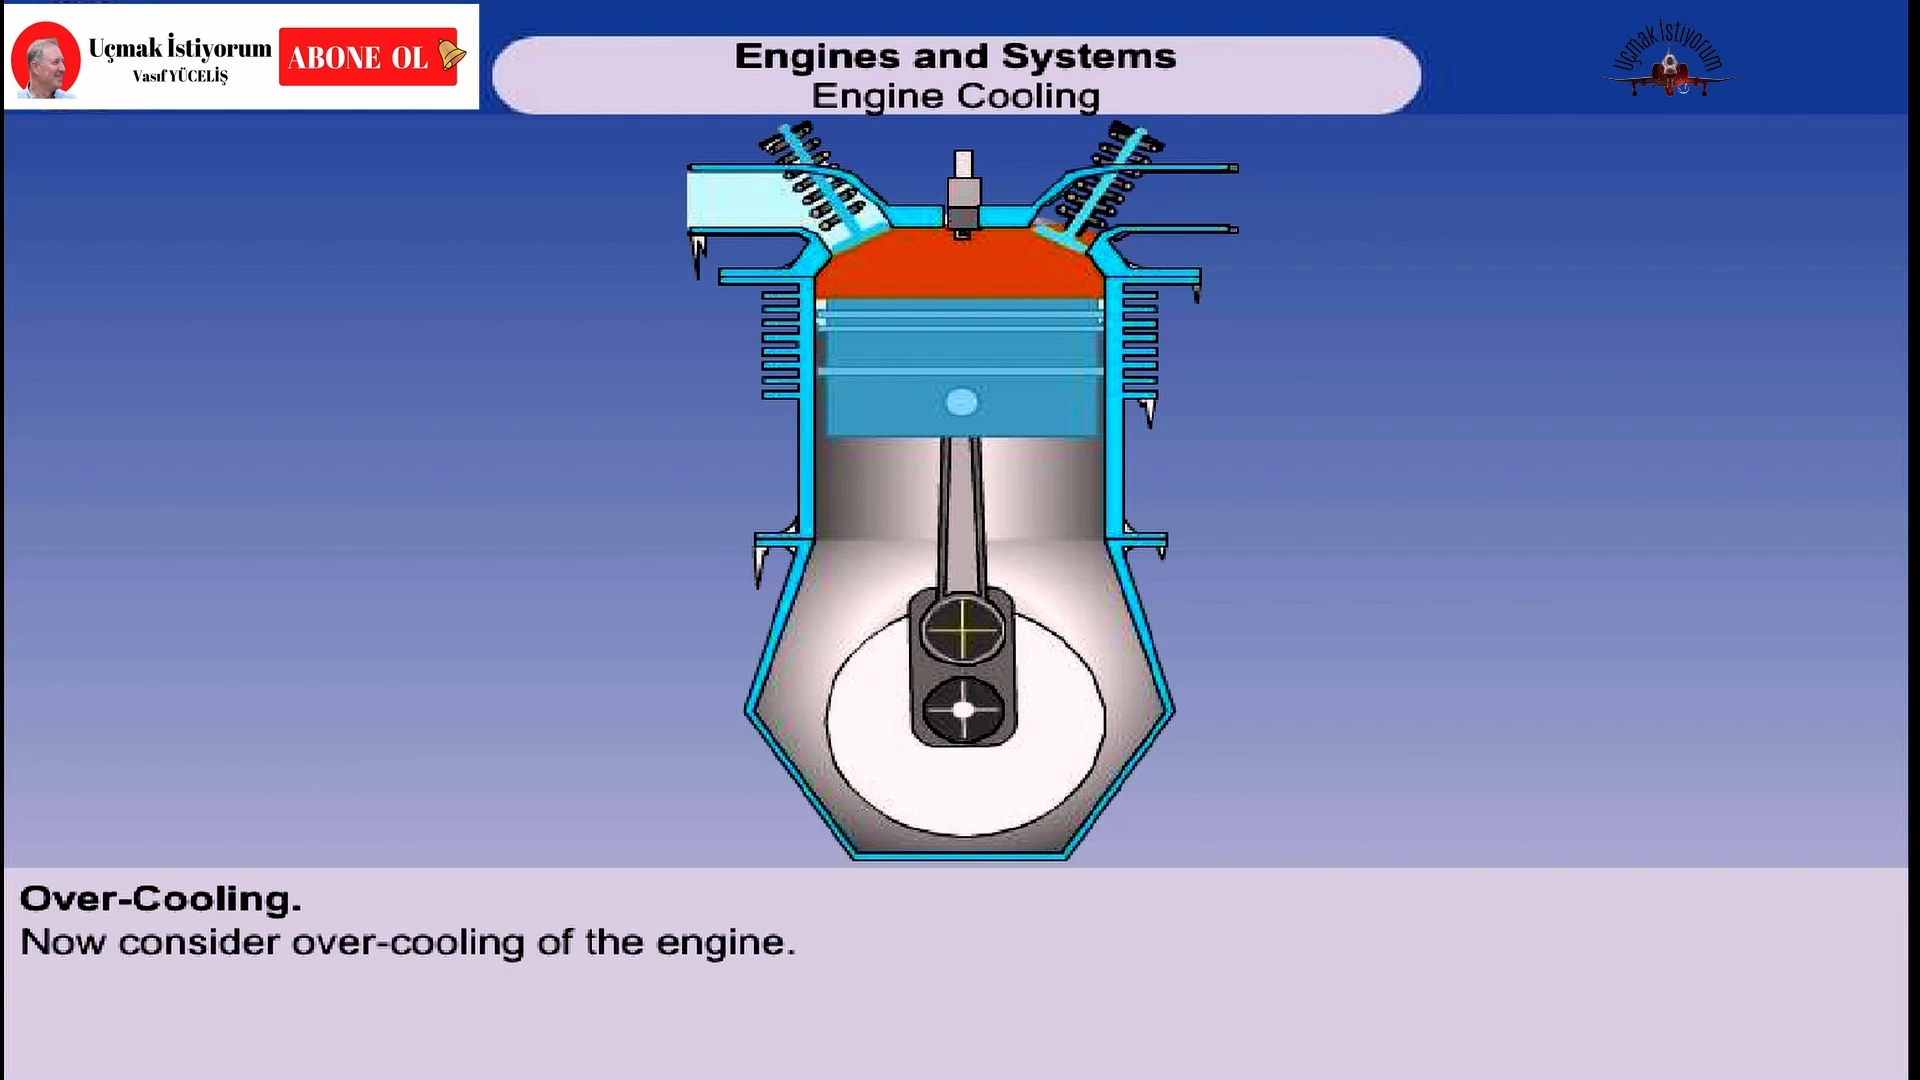 Uçmak İstiyorum
Vasıf YÜCELİŞ
ABONE OL
Engines and Systems
Engine Cooling
Uçmak İstiyorum
Over-Cooling.
Now consider over-cooling of the engine.